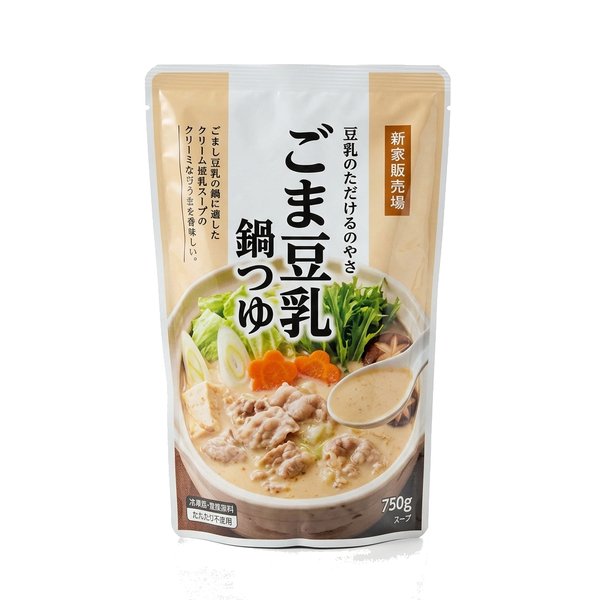 新家販売場
豆乳のただけるのやさ
ごま豆乳
鍋つゆ
ごまし豆乳の鍋に適した
クリーム豆乳スープの
クリーミな
を香味しい。
750g
スープ